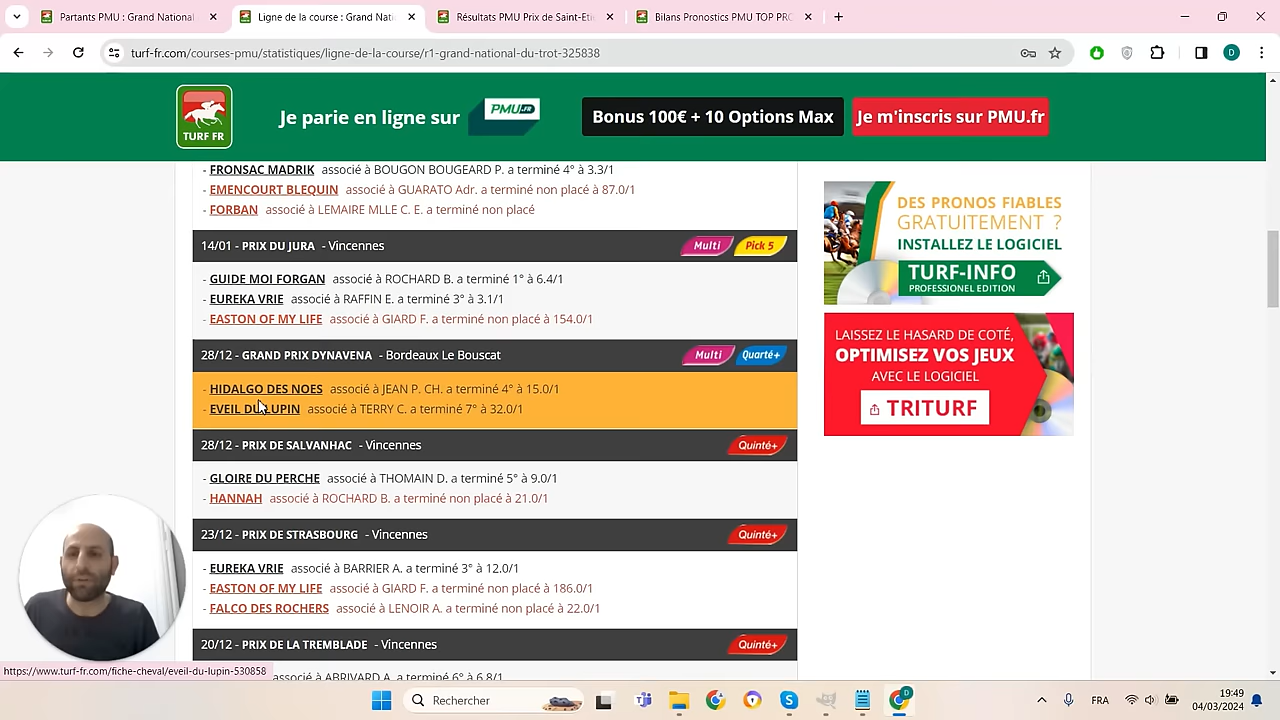 Partants PMU : Grand National
Ligne de la course : Vincennes
Résultats PMU Prix de Saint-Eti
Bilans Pronostics PMU TOP PRO
turf-fr.com/courses-pmu/statistiques/ligne-de-la-course/r1-grand-national-du-trot-325838
D
TURF FR
Je parie en ligne sur
PMU.FR
Bonus 100€ + 10 Options Max
Je m'inscris sur PMU.fr
- FRONSAC MADRIK associé à BOUGON BOUGEARD P. a terminé 4° à 3.3/1
- EMENCOURT BLEQUIN associé à GUARATO Adr. a terminé non placé à 87.0/1
- FORBAN associé à LEMAIRE MLLE C. E. a terminé non placé
14/01 - PRIX DU JURA - Vincennes
Multi Pick 5
- GUIDE MOI FORGAN associé à ROCHARD B. a terminé 1° à 6.4/1
- EUREKA VRIE associé à RAFFIN E. a terminé 3° à 3.1/1
- EASTON OF MY LIFE associé à GIARD F. a terminé non placé à 154.0/1
28/12 - GRAND PRIX DYNAVENA - Bordeaux Le Bouscat
Multi Quarté+
- HIDALGO DES NOES associé à JEAN P. CH. a terminé 4° à 15.0/1
- EVEIL DU LUPIN associé à TERRY C. a terminé 7° à 32.0/1
28/12 - PRIX DE SALVANHAC - Vincennes
Quinté+
- GLOIRE DU PERCHE associé à THOMAIN D. a terminé 5° à 9.0/1
- HANNAH associé à ROCHARD B. a terminé non placé à 21.0/1
23/12 - PRIX DE STRASBOURG - Vincennes
Quinté+
- EUREKA VRIE associé à BARRIER A. a terminé 3° à 12.0/1
- EASTON OF MY LIFE associé à GIARD F. a terminé non placé à 186.0/1
- FALCO DES ROCHERS associé à LENOIR A. a terminé non placé à 22.0/1
20/12 - PRIX DE LA TREMBLADE - Vincennes
Quinté+
associé à ABRIVARD A. a terminé 6° à 6.8/1
DES PRONOS FIABLES
GRATUITEMENT ?
INSTALLEZ LE LOGICIEL
TURF-INFO
PROFESIONEL EDITION
LAISSEZ LE HASARD DE COTÉ,
OPTIMISEZ VOS JEUX
AVEC LE LOGICIEL
TRITURF
https://www.turf-fr.com/fiche-cheval/eveil-du-lupin-530858
Rechercher
FRA
19:49
04/03/2024